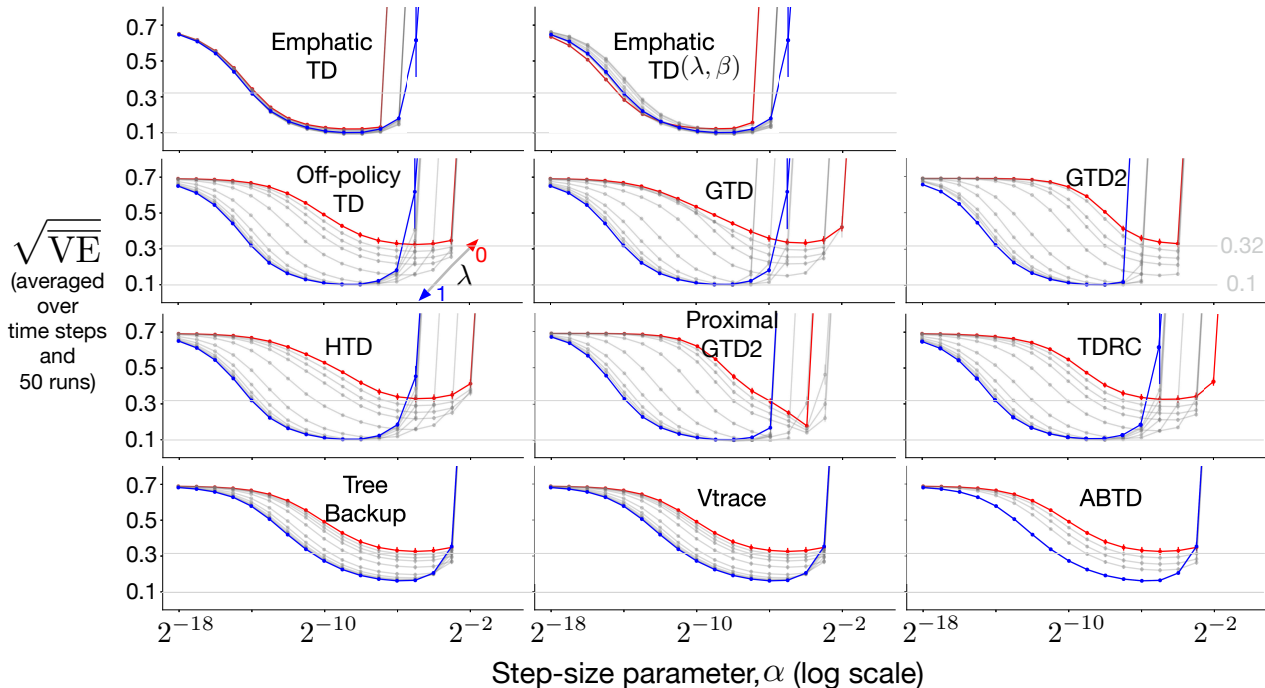 0.7
0.5
0.3
0.1
Emphatic
TD
Emphatic
TD(λ, β)
0.7
0.5
0.3
0.1
Off-policy
TD
λ
0
1
GTD
GTD2
0.32
0.1
√VE
(averaged
over
time steps
and
50 runs)
0.7
0.5
0.3
0.1
HTD
Proximal
GTD2
TDRC
0.7
0.5
0.3
0.1
Tree
Backup
Vtrace
ABTD
2⁻¹⁸ 2⁻¹⁰ 2⁻² 2⁻¹⁸ 2⁻¹⁰ 2⁻² 2⁻¹⁸ 2⁻¹⁰ 2⁻²
Step-size parameter, α (log scale)